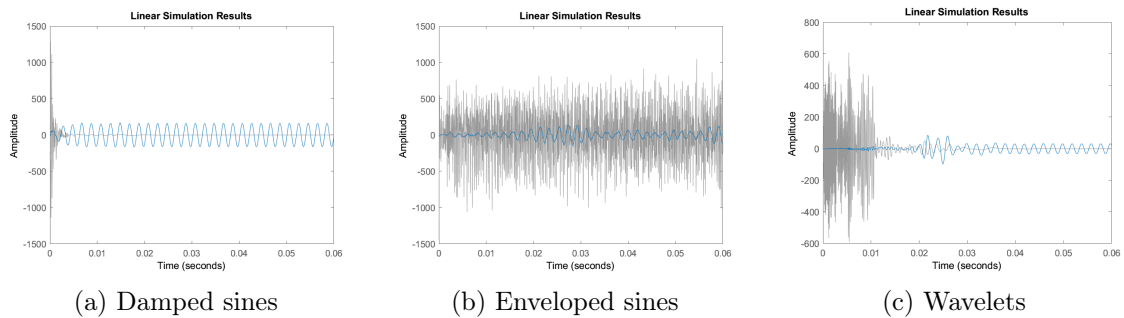 Linear Simulation Results
1500
1000
500
0
-500
-1000
-1500
Amplitude
0 0.01 0.02 0.03 0.04 0.05 0.06
Time (seconds)
(a) Damped sines
Linear Simulation Results
1500
1000
500
0
-500
-1000
-1500
Amplitude
0 0.01 0.02 0.03 0.04 0.05 0.06
Time (seconds)
(b) Enveloped sines
Linear Simulation Results
800
600
400
200
0
-200
-400
-600
Amplitude
0 0.01 0.02 0.03 0.04 0.05 0.06
Time (seconds)
(c) Wavelets